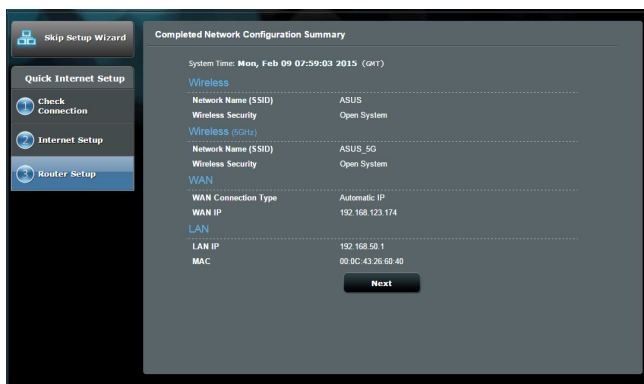 Skip Setup Wizard
Quick Internet Setup
1 Check
Connection
2 Internet Setup
3 Router Setup
Completed Network Configuration Summary
System Time: Mon, Feb 09 07:59:03 2015 (GMT)
Wireless
Network Name (SSID) ASUS
Wireless Security Open System
Wireless (5GHz)
Network Name (SSID) ASUS_5G
Wireless Security Open System
WAN
WAN Connection Type Automatic IP
WAN IP 192.168.123.174
LAN
LAN IP 192.168.50.1
MAC 00:0C:43:26:60:40
Next